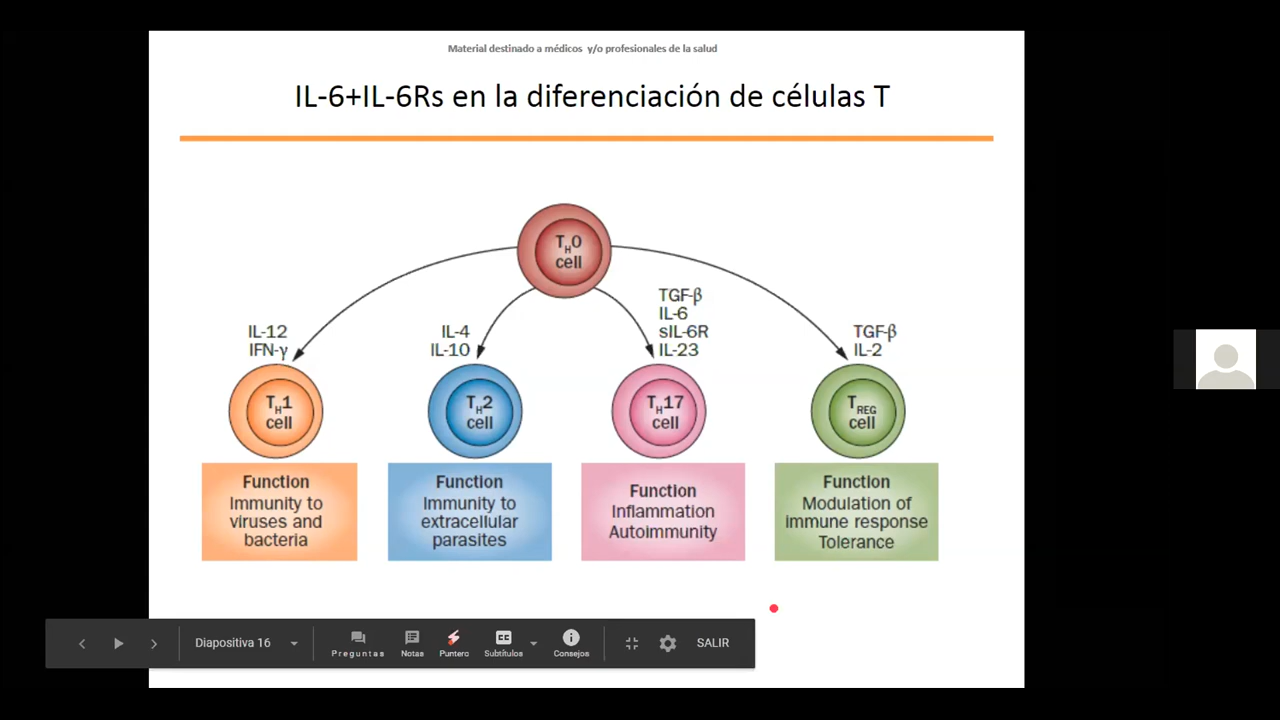 Material destinado a médicos y/o profesionales de la salud
IL-6+IL-6Rs en la diferenciación de células T
TH0
cell
IL-12
IFN-γ
IL-4
IL-10
TGF-β
IL-6
sIL-6R
IL-23
TGF-β
IL-2
TH1
cell
TH2
cell
TH17
cell
TREG
cell
Function
Immunity to
viruses and
bacteria
Function
Immunity to
extracellular
parasites
Function
Inflammation
Autoimmunity
Function
Modulation of
immune response
Tolerance
Diapositiva 16
Preguntas
Notas
Puntero
CC
Subtítulos
Consejos
SALIR